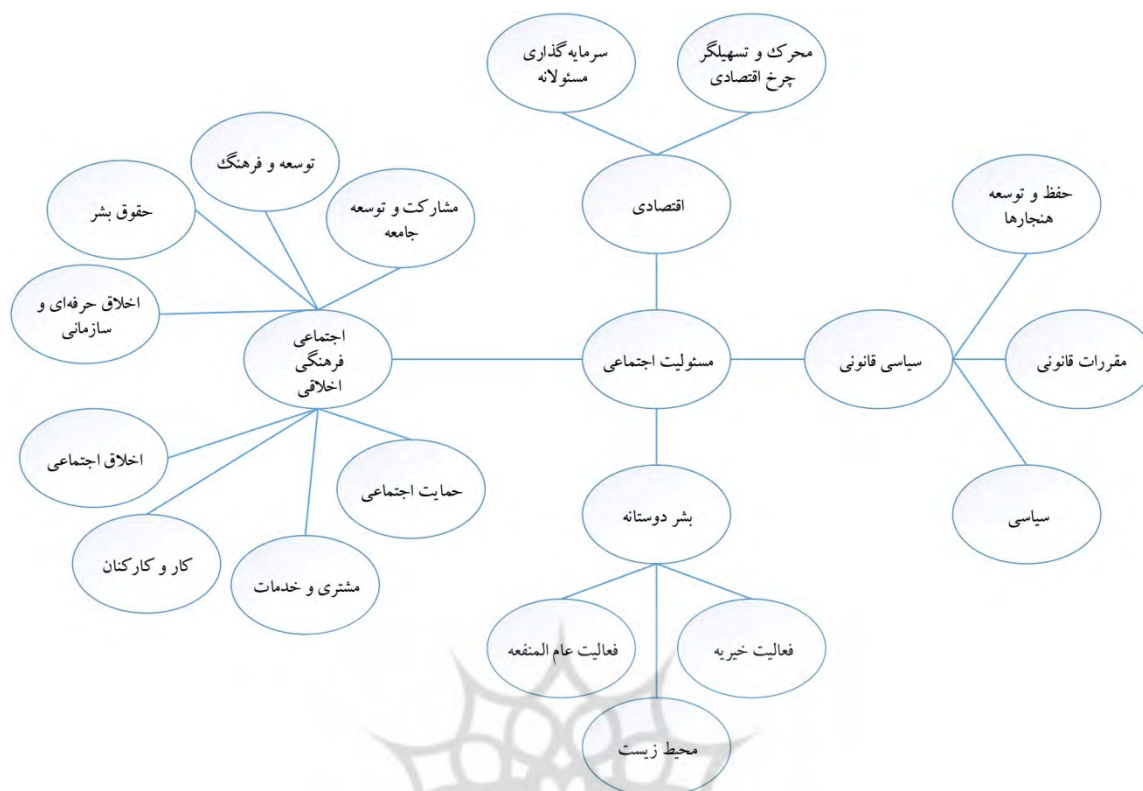 سرمایه‌گذاری
مسئولانه
محرک و تسهیلگر
چرخ اقتصادی
اقتصادی
توسعه و فرهنگ
حقوق بشر
مشارکت و توسعه
جامعه
اخلاق حرفه‌ای و
سازمانی
اجتماعی
فرهنگی
اخلاقی
مسئولیت اجتماعی
سیاسی قانونی
حفظ و توسعه
هنجارها
مقررات قانونی
سیاسی
اخلاق اجتماعی
کار و کارکنان
مشتری و خدمات
حمایت اجتماعی
بشر دوستانه
فعالیت خیریه
فعالیت عام المنفعه
محیط زیست